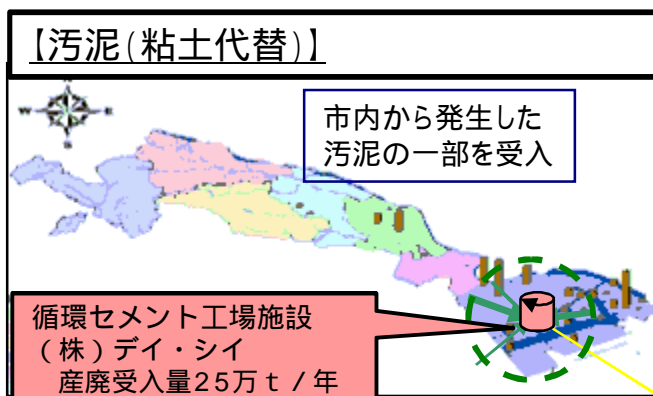 【汚泥(粘土代替)】
市内から発生した
汚泥の一部を受入
W E
S
循環セメント工場施設
(株)デイ・シイ
産廃受入量25万t/年